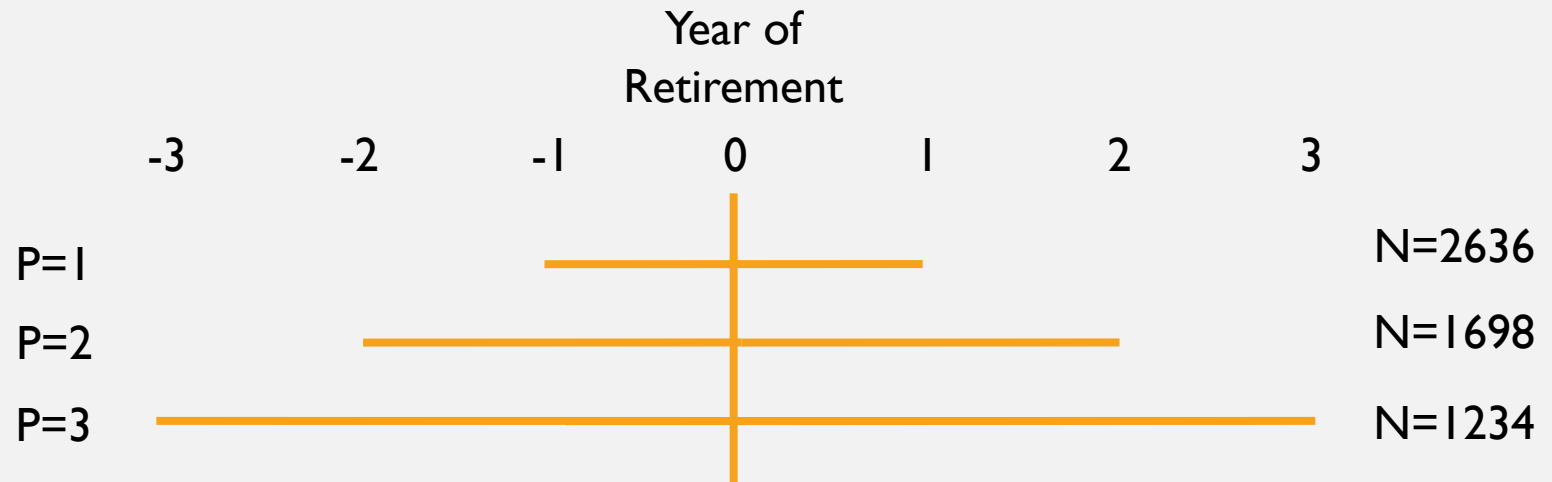 Year of
Retirement
-3 -2 -1 0 1 2 3
P=1 N=2636
P=2 N=1698
P=3 N=1234